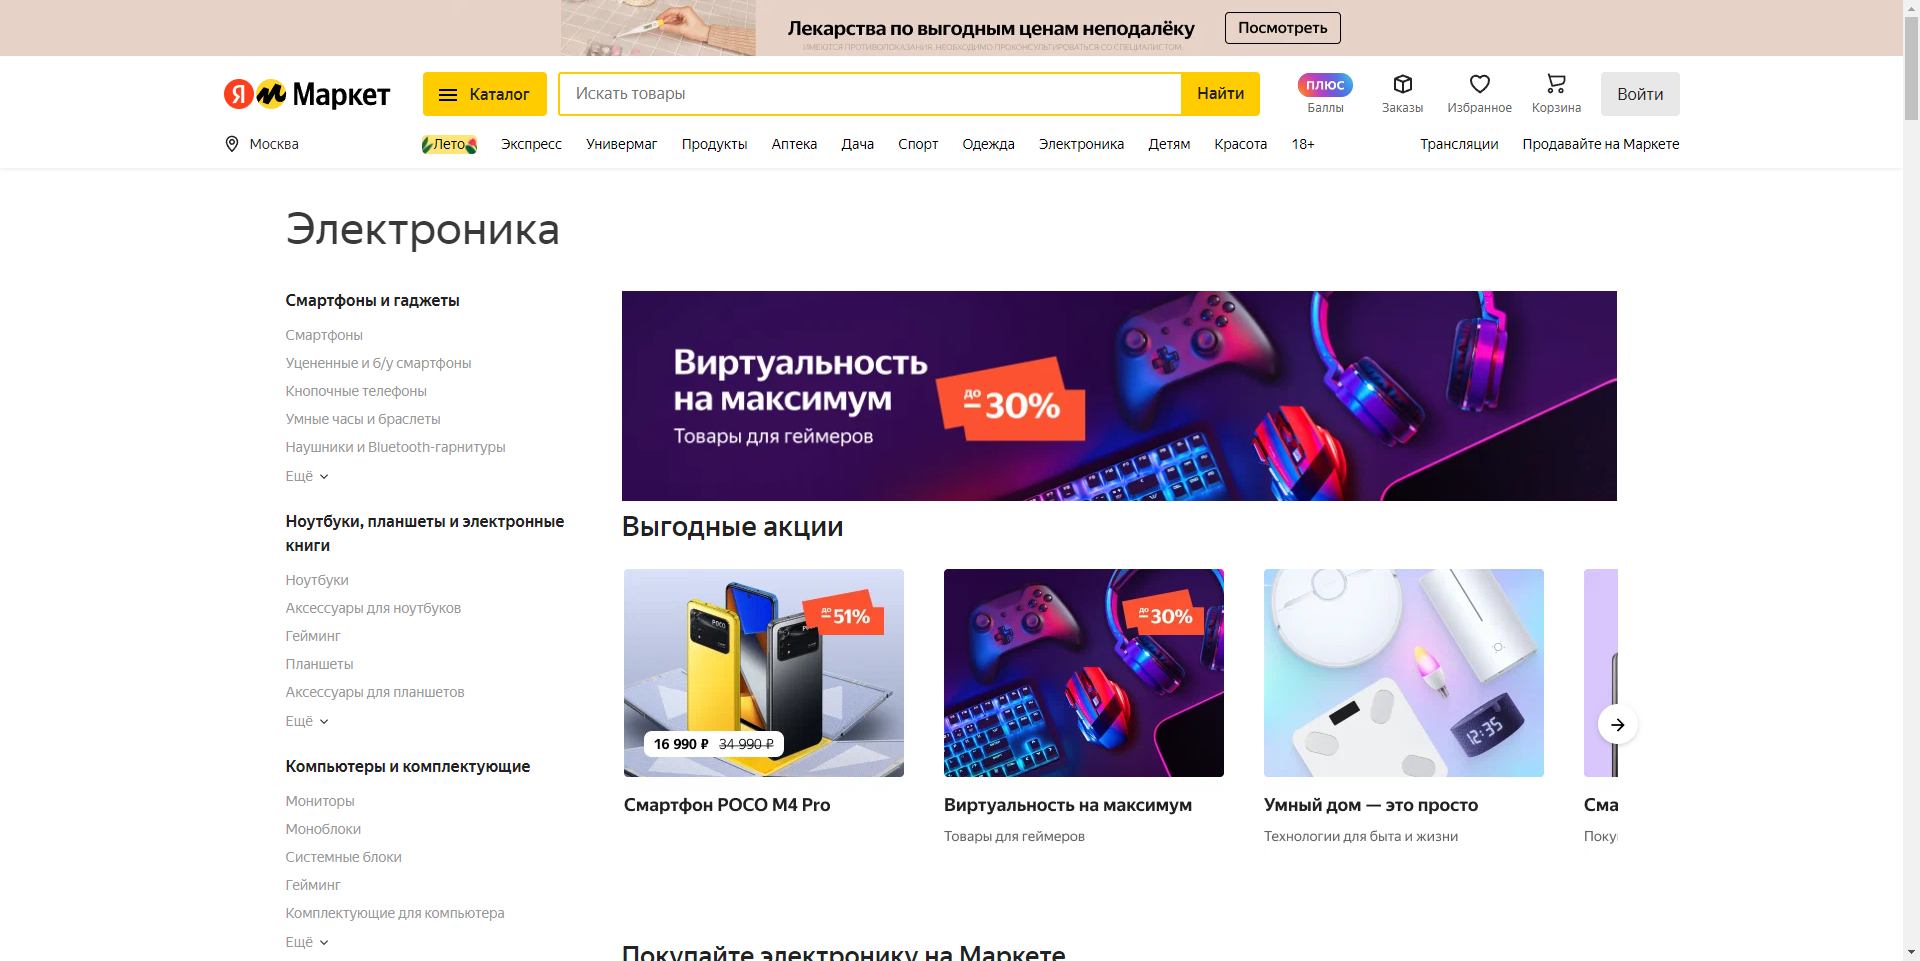 Лекарства по выгодным ценам неподалёку
Посмотреть
ИМЕЮТСЯ ПРОТИВОПОКАЗАНИЯ. НЕОБХОДИМО ПРОКОНСУЛЬТИРОВАТЬСЯ СО СПЕЦИАЛИСТОМ.
Я М Маркет
Каталог
Искать товары
Найти
плюс
Баллы
Заказы
Избранное
Корзина
Войти
Москва
Лето
Экспресс
Универмаг
Продукты
Аптека
Дача
Спорт
Одежда
Электроника
Детям
Красота
18+
Трансляции
Продавайте на Маркете
Электроника
Смартфоны и гаджеты
Смартфоны
Уцененные и б/у смартфоны
Кнопочные телефоны
Умные часы и браслеты
Наушники и Bluetooth-гарнитуры
Ещё
Ноутбуки, планшеты и электронные
книги
Ноутбуки
Аксессуары для ноутбуков
Гейминг
Планшеты
Аксессуары для планшетов
Ещё
Компьютеры и комплектующие
Мониторы
Моноблоки
Системные блоки
Гейминг
Комплектующие для компьютера
Ещё
Виртуальность
на максимум
Товары для геймеров
до −30%
Выгодные акции
POCO
до −51%
16 990 ₽ 34 990 ₽
Смартфон POCO M4 Pro
до −30%
Виртуальность на максимум
Товары для геймеров
12:35
Умный дом — это просто
Технологии для быта и жизни
Сма
Поку
Покупайте электронику на Маркете